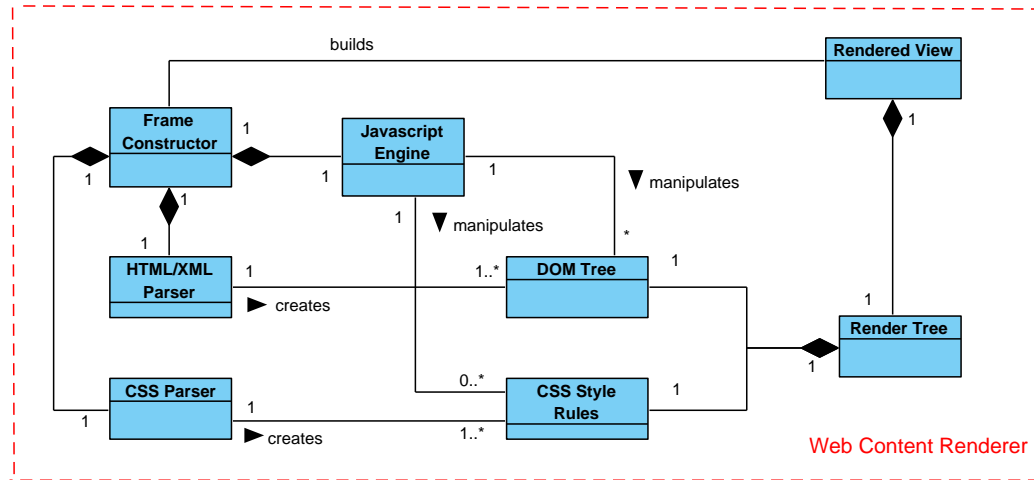 builds
Rendered View
1
Frame
Constructor
1
Javascript
Engine
1
1
1
1
manipulates
1
manipulates
1
*
HTML/XML
Parser
1
1..*
DOM Tree
1
creates
1
Render Tree
1
CSS Parser
1
1
creates
0..*
1..*
CSS Style
Rules
1
Web Content Renderer